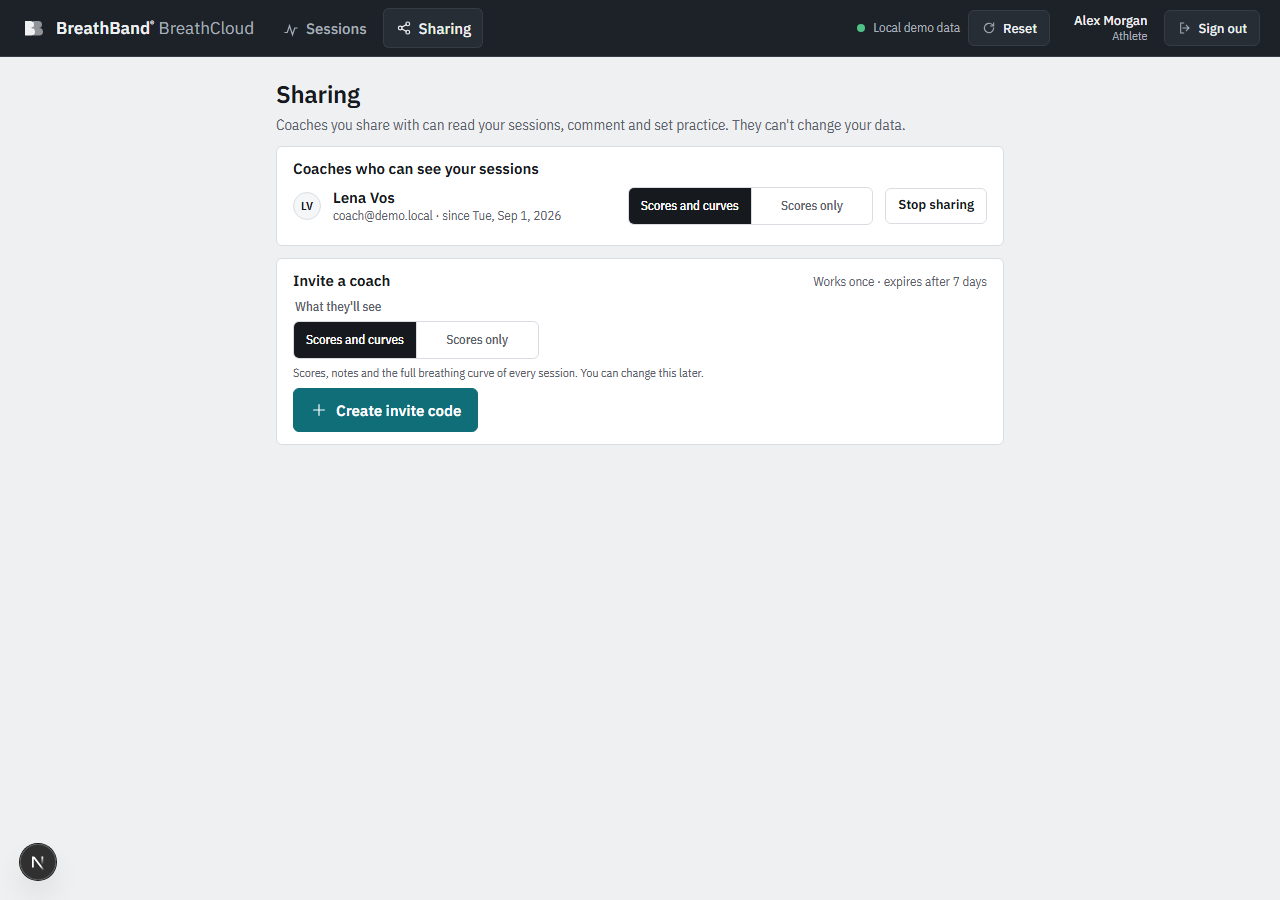 BreathBand® BreathCloud
Sessions
Sharing
Local demo data
Reset
Alex Morgan
Athlete
Sign out
Sharing
Coaches you share with can read your sessions, comment and set practice. They can't change your data.
Coaches who can see your sessions
LV
Lena Vos
coach@demo.local · since Tue, Sep 1, 2026
Scores and curves
Scores only
Stop sharing
Invite a coach
Works once · expires after 7 days
What they'll see
Scores and curves
Scores only
Scores, notes and the full breathing curve of every session. You can change this later.
Create invite code
N